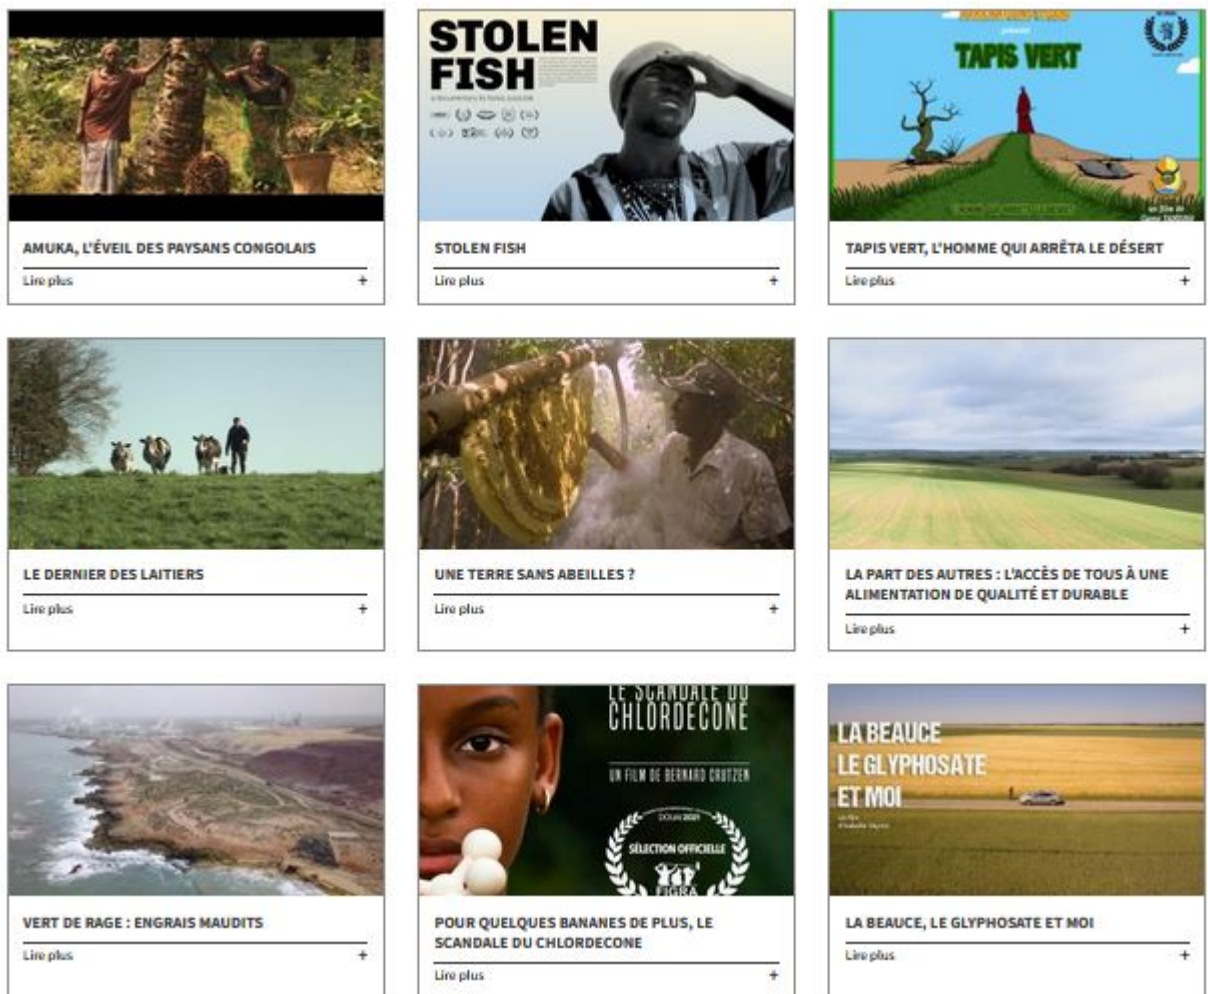 STOLEN
FISH
TAPIS VERT
AMUKA, L'ÉVEIL DES PAYSANS CONGOLAIS
STOLEN FISH
TAPIS VERT, L'HOMME QUI ARRÊTA LE DÉSERT
Lire plus +
Lire plus +
Lire plus +
LE DERNIER DES LAITIERS
UNE TERRE SANS ABEILLES ?
LA PART DES AUTRES : L'ACCÈS DE TOUS À UNE
ALIMENTATION DE QUALITÉ ET DURABLE
Lire plus +
Lire plus +
Lire plus +
LE SCANDALE DU
CHLORDECONE
UN FILM DE BERNARD CRUTZEN
DOUAI 2021
SÉLECTION OFFICIELLE
FIGRA
LA BEAUCE
LE GLYPHOSATE
ET MOI
VERT DE RAGE : ENGRAIS MAUDITS
POUR QUELQUES BANANES DE PLUS, LE
SCANDALE DU CHLORDECONE
LA BEAUCE, LE GLYPHOSATE ET MOI
Lire plus +
Lire plus +
Lire plus +